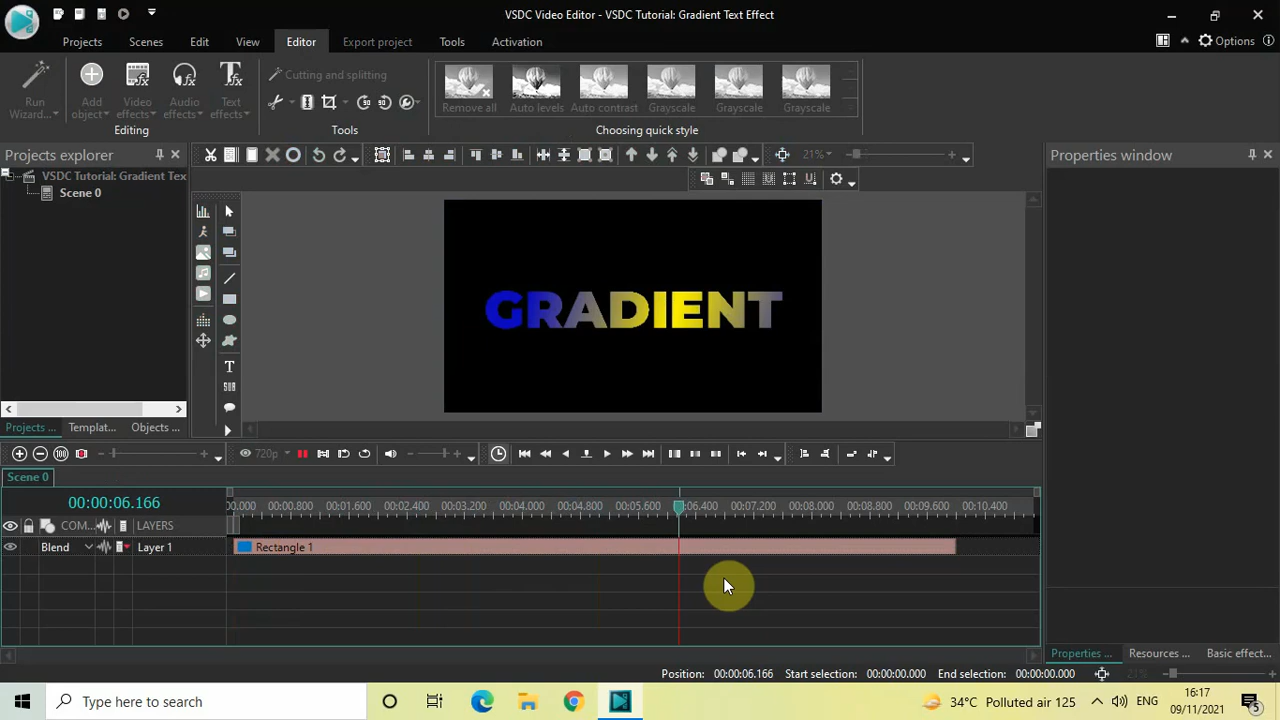 VSDC Video Editor - VSDC Tutorial: Gradient Text Effect
Projects Scenes Edit View Editor Export project Tools Activation Options
Run Wizard... Add object Video effects Audio effects Text effects
Editing
Cutting and splitting
Tools
Remove all Auto levels Auto contrast Grayscale Grayscale Grayscale
Choosing quick style
Projects explorer
21%
Properties window
VSDC Tutorial: Gradient Tex
Scene 0
GRADIENT
T
SUB
Projects ... Templat... Objects ...
720p
Scene 0
00:00:06.166
00.000 00:00.800 00:01.600 00:02.400 00:03.200 00:04.000 00:04.800 00:05.600 00:06.400 00:07.200 00:08.000 00:08.800 00:09.600 00:10.400
COM... LAYERS
Blend Layer 1 Rectangle 1
Properties ... Resources ... Basic effect...
Position: 00:00:06.166 Start selection: 00:00:00.000 End selection: 00:00:00.000 21%
Type here to search
34°C Polluted air 125 ENG
16:17
09/11/2021
5